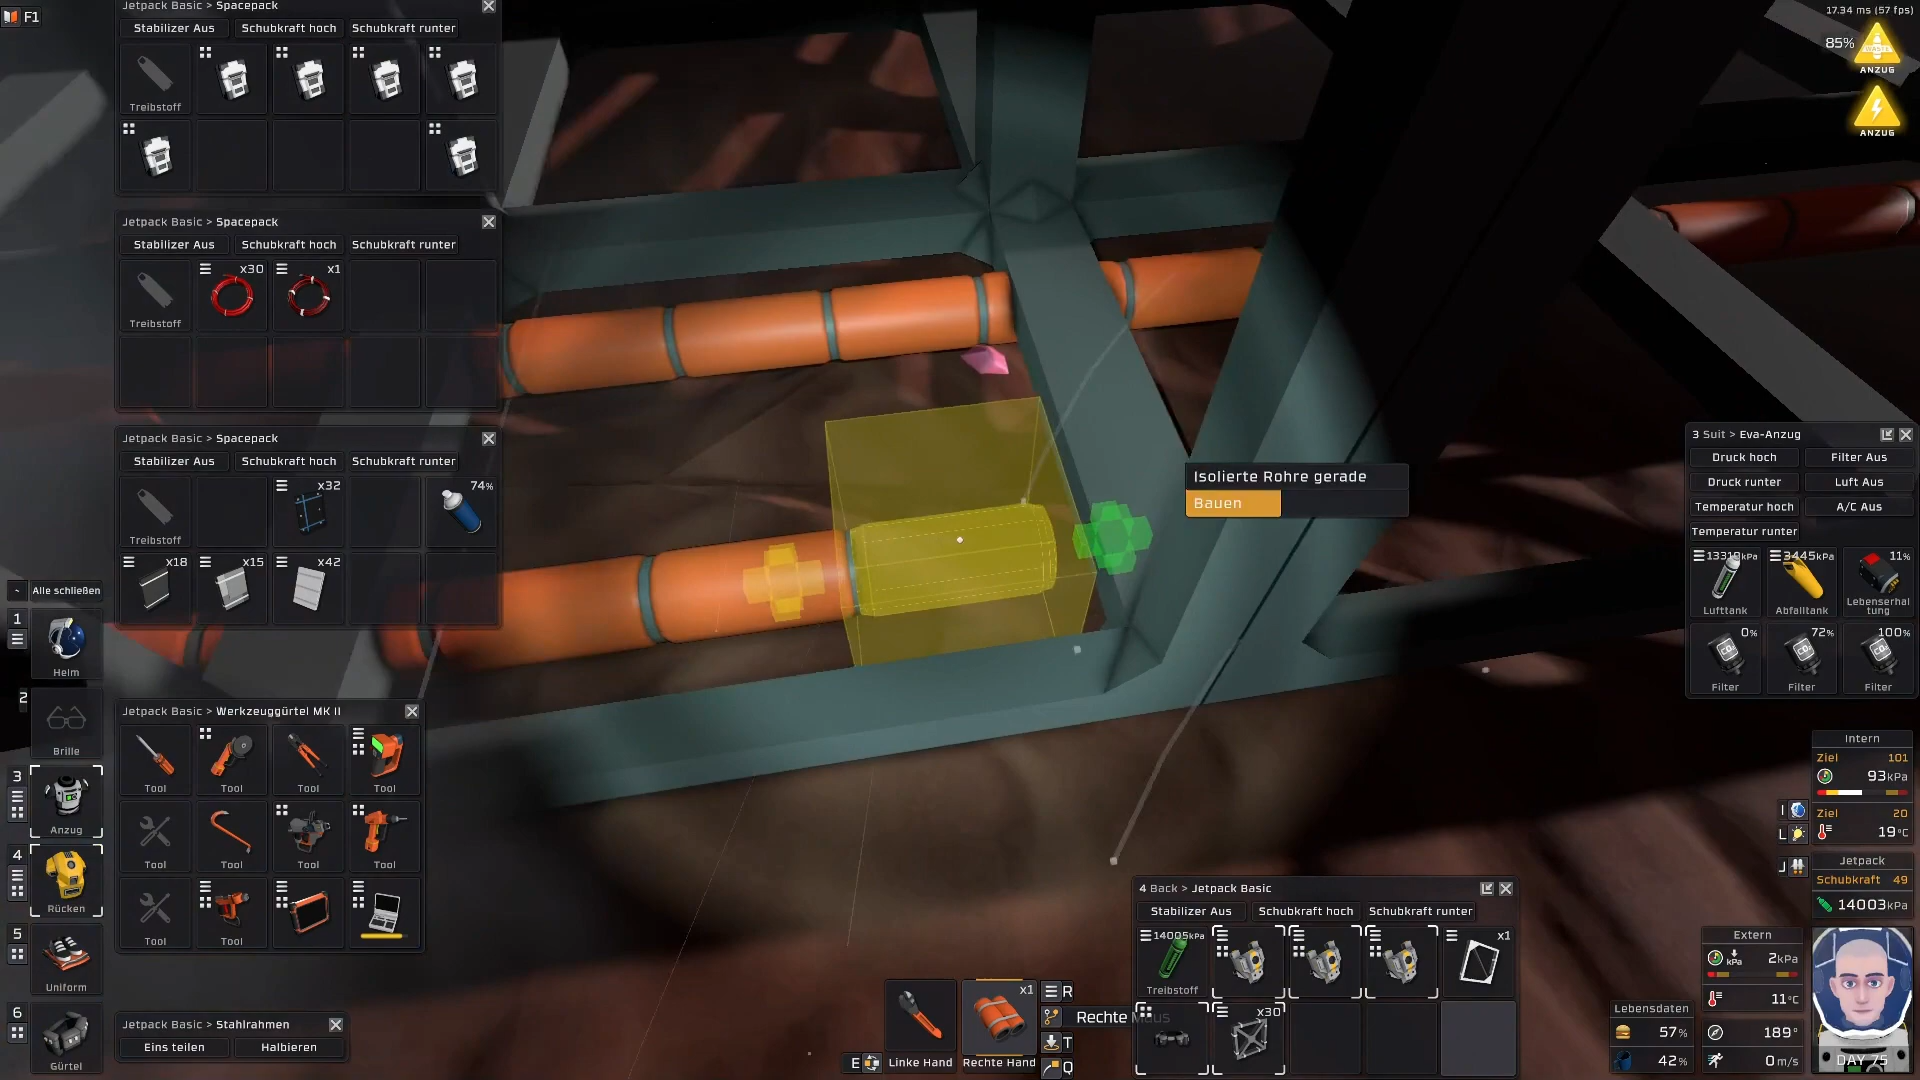 F1
17.34 ms (57 fps)
85%
WASTE
ANZUG
ANZUG
Jetpack Basic > Spacepack
Stabilizer Aus
Schubkraft hoch
Schubkraft runter
Treibstoff
Jetpack Basic > Spacepack
Stabilizer Aus
Schubkraft hoch
Schubkraft runter
x30
x1
Treibstoff
Jetpack Basic > Spacepack
Stabilizer Aus
Schubkraft hoch
Schubkraft runter
x32
74%
Treibstoff
x18
x15
x42
Isolierte Rohre gerade
Bauen
3 Suit > Eva-Anzug
Druck hoch
Filter Aus
Druck runter
Luft Aus
Temperatur hoch
A/C Aus
Temperatur runter
3445kPa
11%
Lufttank
Abfalltank
Lebenserhaltung
0%
72%
100%
Filter
Filter
Filter
~
Alle schließen
1
Helm
2
Brille
3
Anzug
4
Rücken
5
Uniform
6
Gürtel
Jetpack Basic > Werkzeuggürtel MK II
Tool
Tool
Tool
Tool
Tool
Tool
Tool
Tool
Tool
Tool
Jetpack Basic > Stahlrahmen
Eins teilen
Halbieren
Intern
Ziel 101
93kPa
I
Ziel 20
L
19°C
Jetpack
J
Schubkraft 49
14003kPa
Extern
kPa
2kPa
11°C
189°
0m/s
Lebensdaten
57%
42%
DAY 75
4 Back > Jetpack Basic
Stabilizer Aus
Schubkraft hoch
Schubkraft runter
14005kPa
x1
Treibstoff
x30
x1
R
Rechte Maus
T
Q
E
Linke Hand
Rechte Hand